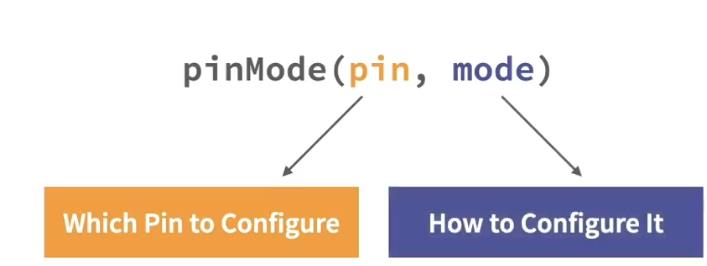 pinMode(pin, mode)
Which Pin to Configure
How to Configure It